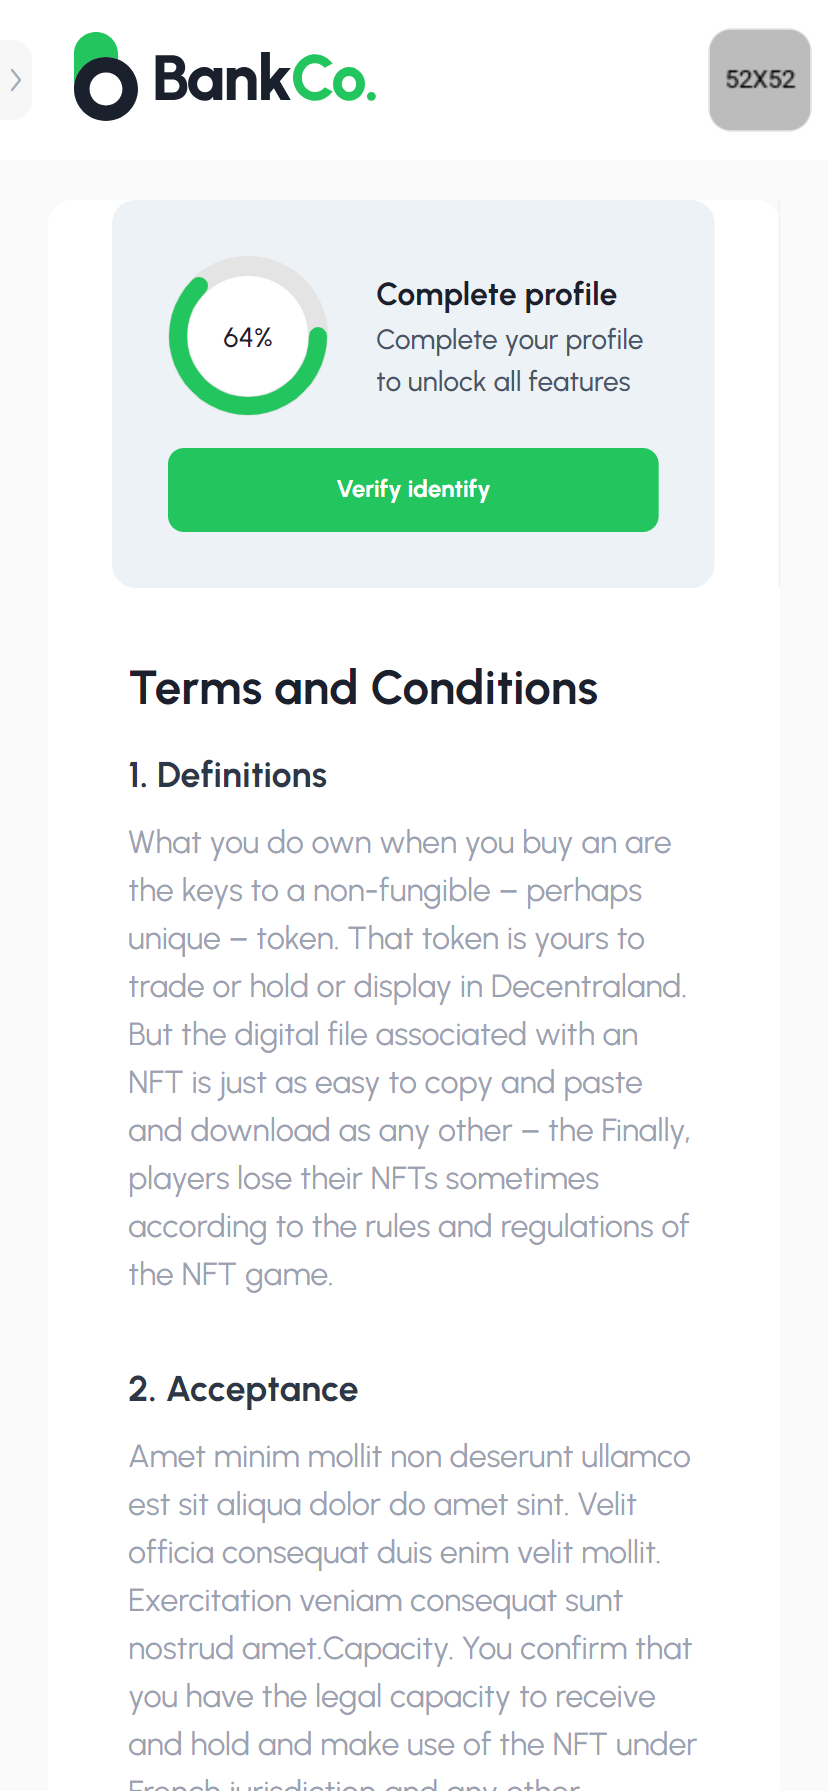 BankCo.
52X52
64%
Complete profile
Complete your profile
to unlock all features
Verify identify
Terms and Conditions
1. Definitions
What you do own when you buy an are
the keys to a non-fungible – perhaps
unique – token. That token is yours to
trade or hold or display in Decentraland.
But the digital file associated with an
NFT is just as easy to copy and paste
and download as any other – the Finally,
players lose their NFTs sometimes
according to the rules and regulations of
the NFT game.
2. Acceptance
Amet minim mollit non deserunt ullamco
est sit aliqua dolor do amet sint. Velit
officia consequat duis enim velit mollit.
Exercitation veniam consequat sunt
nostrud amet.Capacity. You confirm that
you have the legal capacity to receive
and hold and make use of the NFT under
French jurisdiction and any other